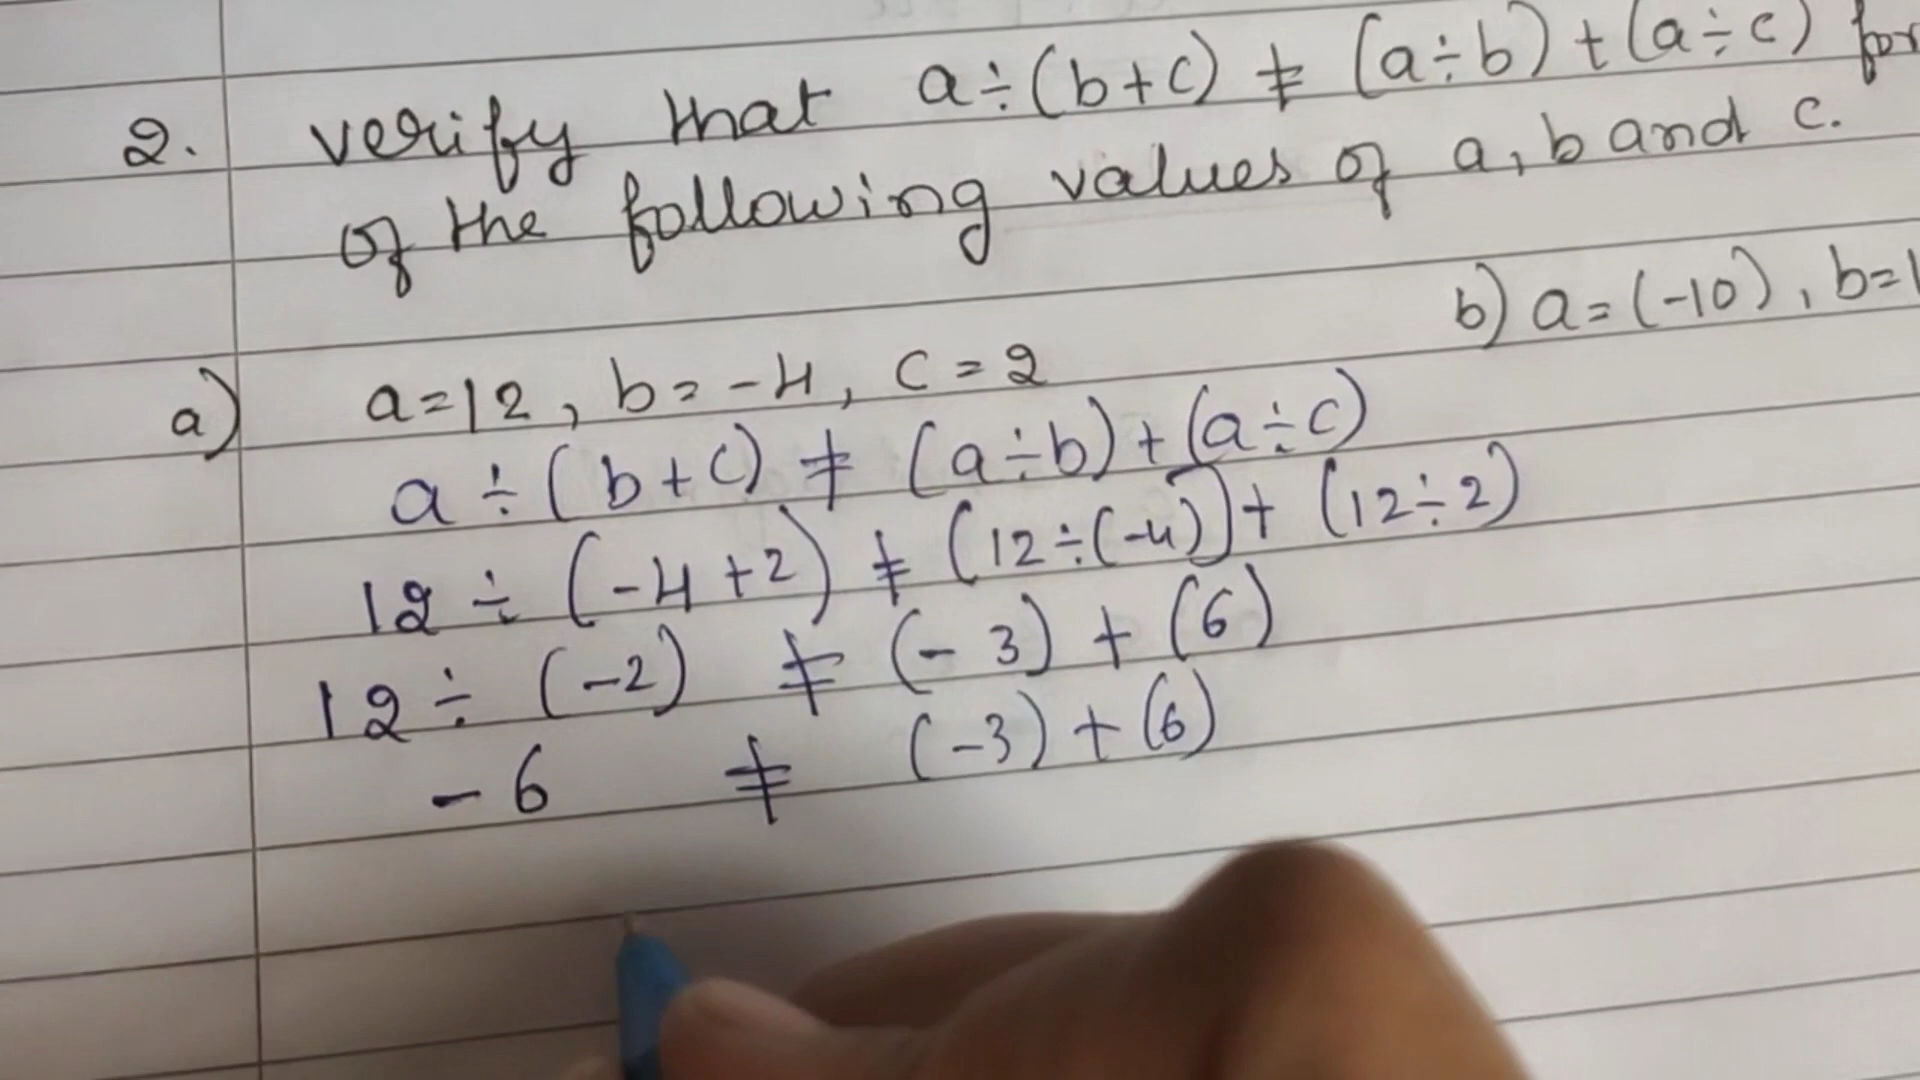 2. verify that a÷(b+c) ≠ (a÷b)+(a÷c) for
of the following values of a, b and c.
a) a=12, b=-4, c=2
b) a=(-10), b=1
a÷(b+c) ≠ (a÷b)+(a÷c)
12÷(-4+2) ≠ (12÷(-4)]+(12÷2)
12÷(-2) ≠ (-3)+(6)
-6 ≠ (-3)+(6)